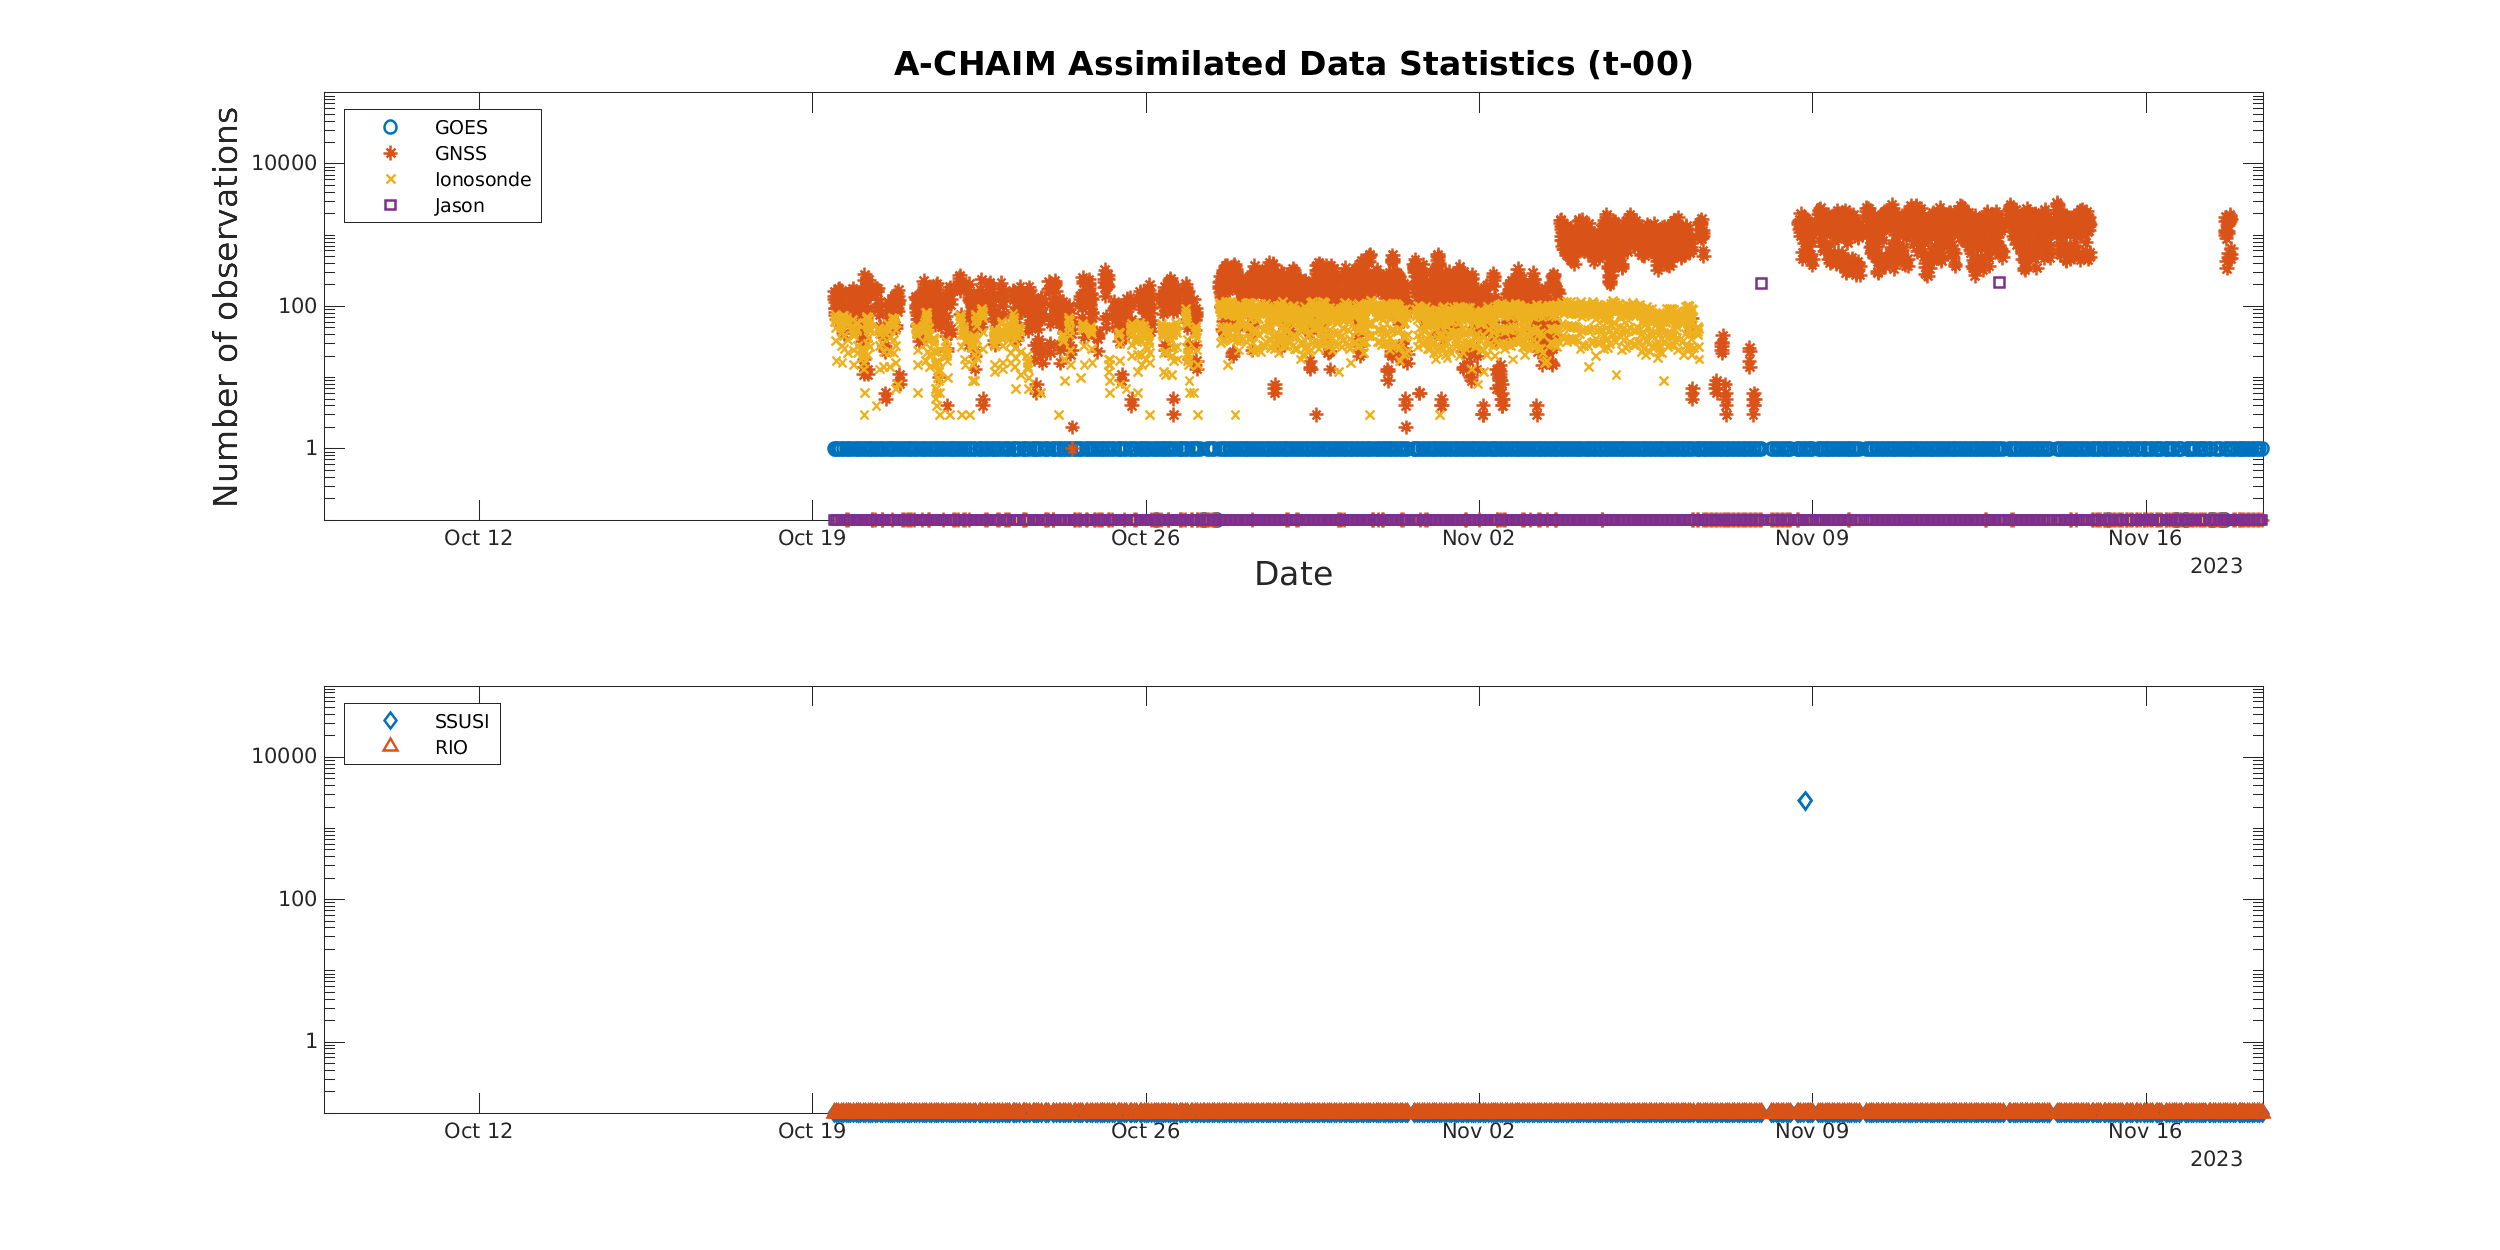 A-CHAIM Assimilated Data Statistics (t-00)
Number of observations
10000
100
1
GOES
GNSS
Ionosonde
Jason
Oct 12
Oct 19
Oct 26
Nov 02
Nov 09
Nov 16
2023
Date
10000
100
1
SSUSI
RIO
Oct 12
Oct 19
Oct 26
Nov 02
Nov 09
Nov 16
2023